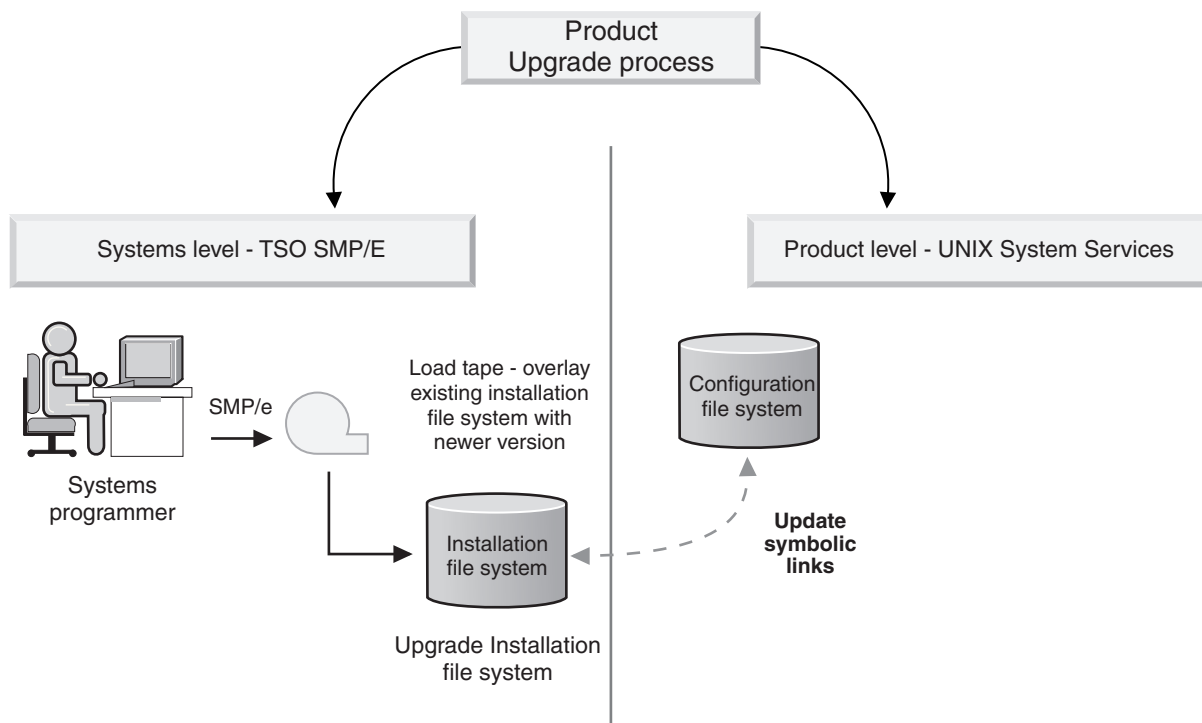 Product
Upgrade process
Systems level - TSO SMP/E
Product level - UNIX System Services
SMP/e
Systems
programmer
Load tape - overlay
existing installation
file system with
newer version
Installation
file system
Upgrade Installation
file system
Configuration
file system
Update
symbolic
links